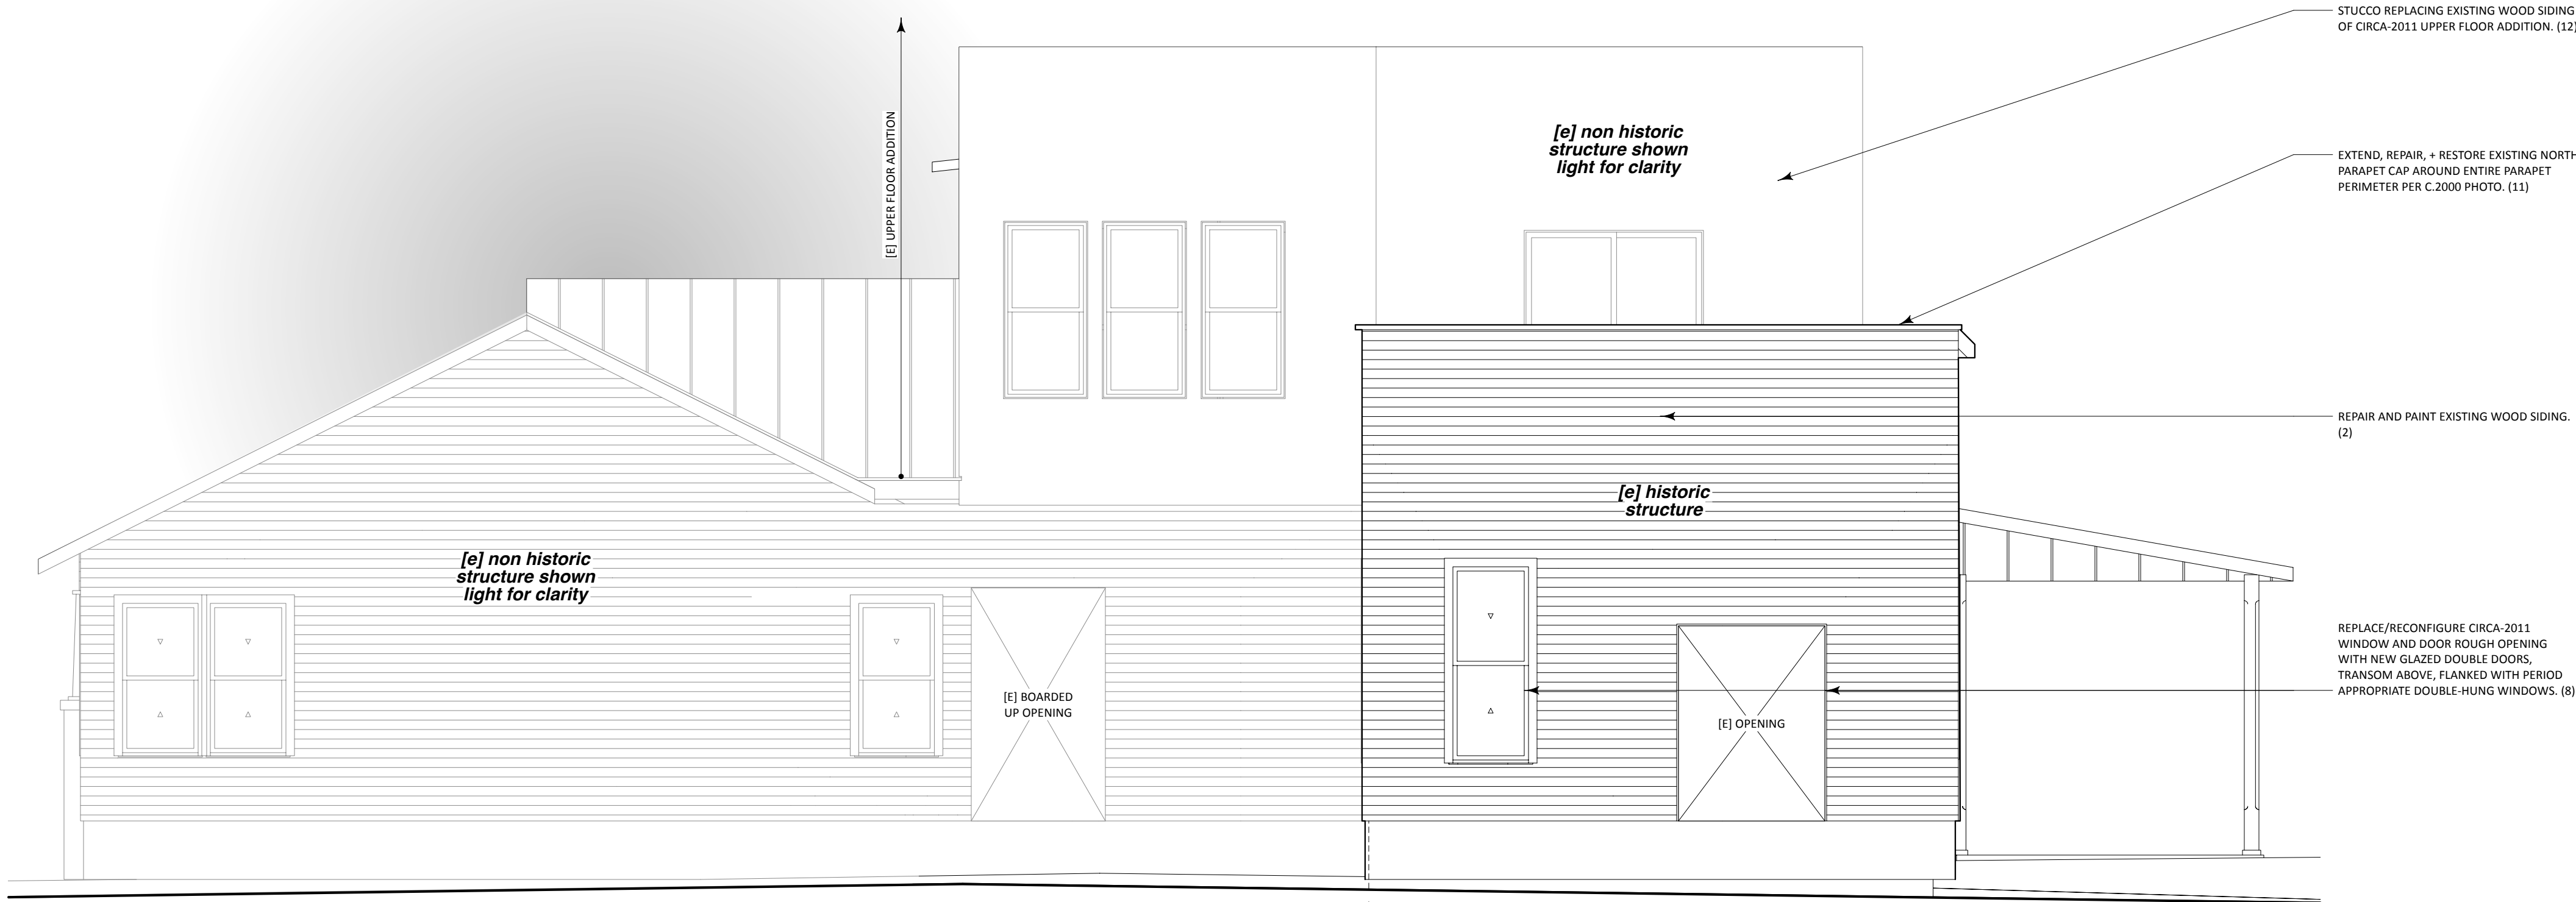 STUCCO REPLACING EXISTING WOOD SIDING
OF CIRCA-2011 UPPER FLOOR ADDITION. (12)
[E] UPPER FLOOR ADDITION
[e] non historic
structure shown
light for clarity
EXTEND, REPAIR, + RESTORE EXISTING NORTH
PARAPET CAP AROUND ENTIRE PARAPET
PERIMETER PER C.2000 PHOTO. (11)
REPAIR AND PAINT EXISTING WOOD SIDING.
(2)
[e] historic
structure
[e] non historic
structure shown
light for clarity
REPLACE/RECONFIGURE CIRCA-2011
WINDOW AND DOOR ROUGH OPENING
WITH NEW GLAZED DOUBLE DOORS,
TRANSOM ABOVE, FLANKED WITH PERIOD
APPROPRIATE DOUBLE-HUNG WINDOWS. (8)
[E] BOARDED
UP OPENING
[E] OPENING